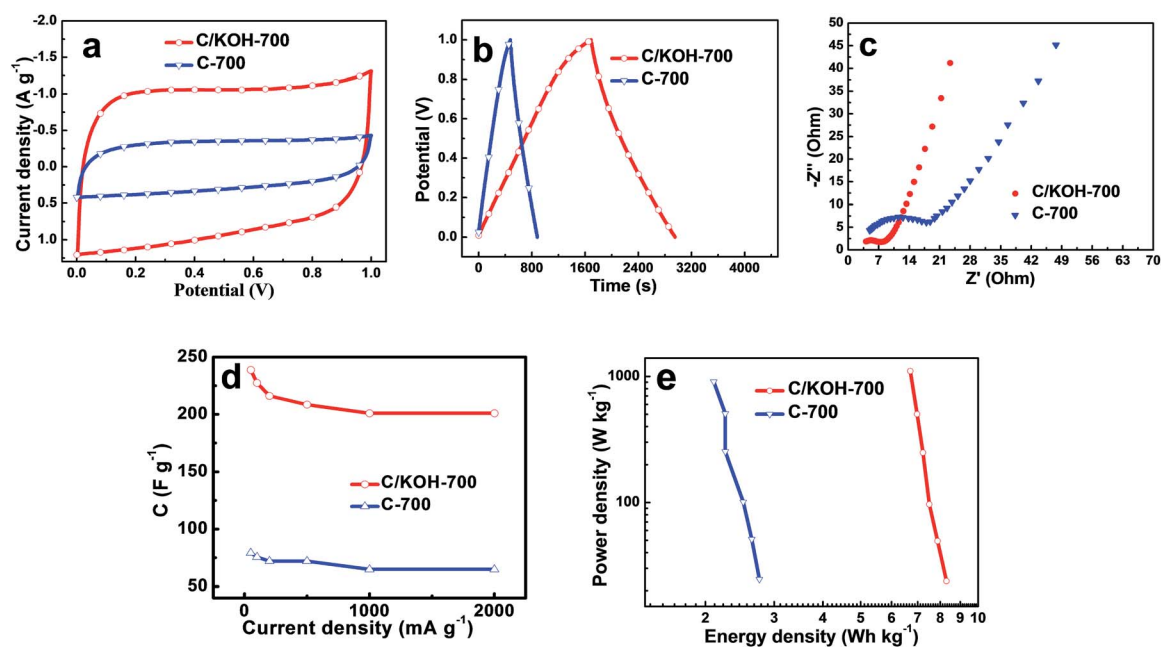 a
C/KOH-700
C-700
-2.0
-1.5
-1.0
-0.5
0.0
0.5
1.0
Current density (A g⁻¹)
0.0 0.2 0.4 0.6 0.8 1.0
Potential (V)
b
C/KOH-700
C-700
1.0
0.8
0.6
0.4
0.2
0.0
Potential (V)
0 800 1600 2400 3200 4000
Time (s)
c
C/KOH-700
C-700
50
45
40
35
30
25
20
15
10
5
0
-Z'' (Ohm)
0 7 14 21 28 35 42 49 56 63 70
Z' (Ohm)
d
C/KOH-700
C-700
250
200
150
100
50
C (F g⁻¹)
0 1000 2000
Current density (mA g⁻¹)
e
C/KOH-700
C-700
1000
100
Power density (W kg⁻¹)
2 3 4 5 6 7 8 9 10
Energy density (Wh kg⁻¹)